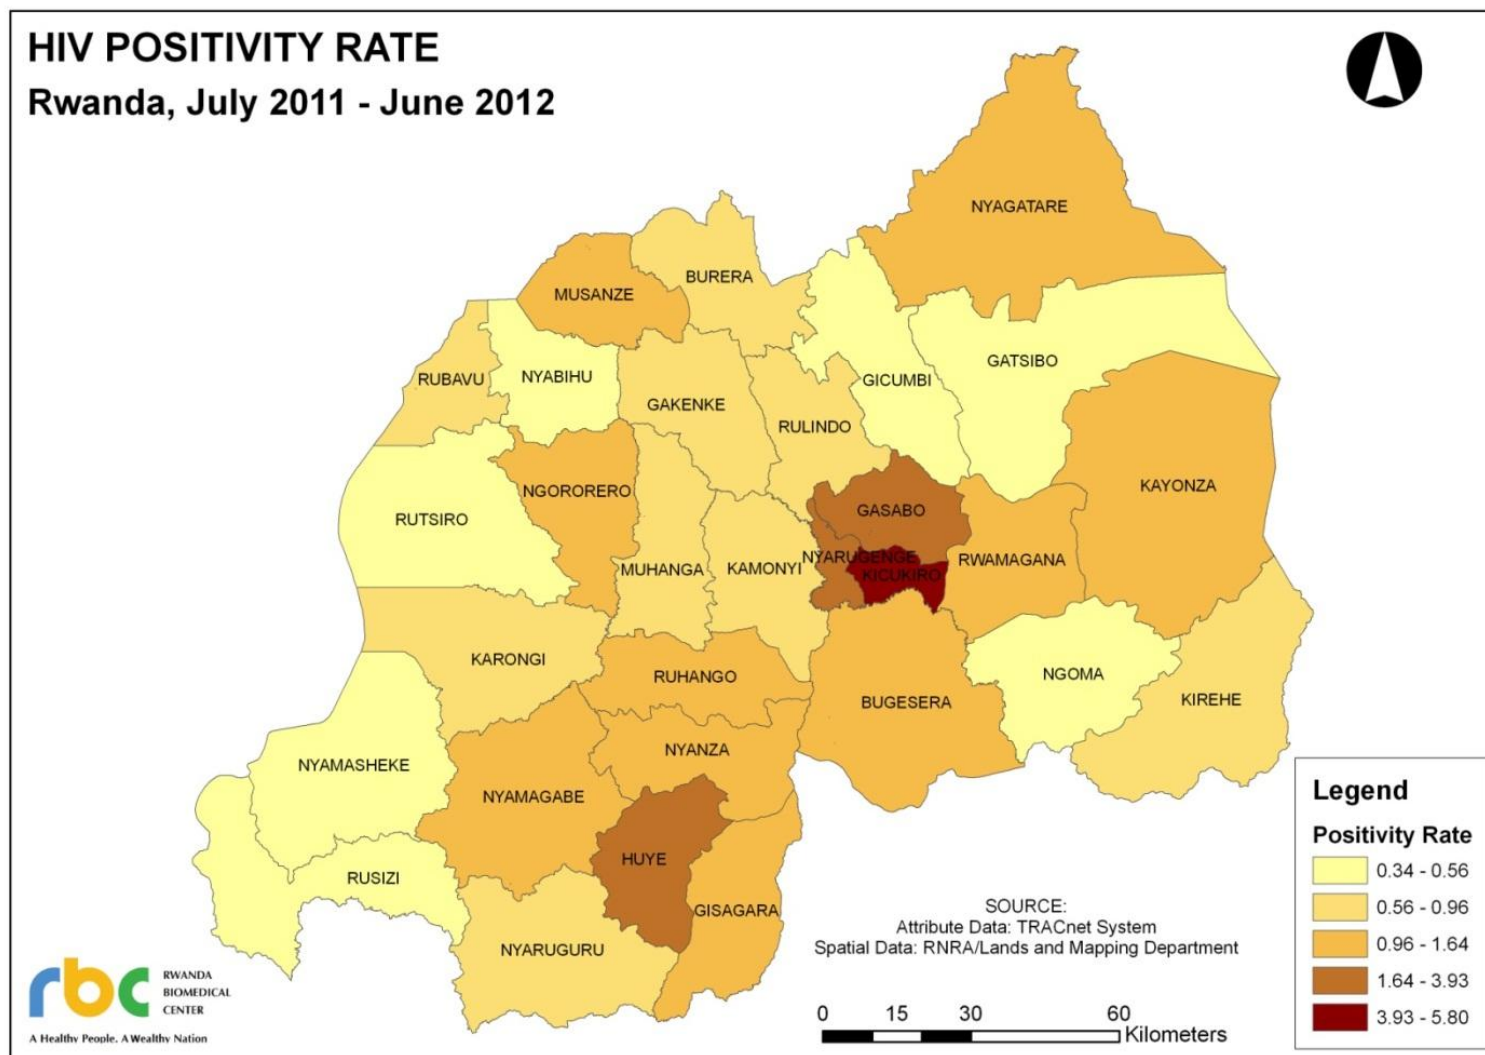 HIV POSITIVITY RATE
Rwanda, July 2011 - June 2012
NYAGATARE
BURERA
MUSANZE
GATSIBO
RUBAVU
NYABIHU
GICUMBI
GAKENKE
RULINDO
KAYONZA
NGORORERO
GASABO
RUTSIRO
NYARUGENGE
RWAMAGANA
MUHANGA
KAMONYI
KICUKIRO
KARONGI
RUHANGO
NGOMA
BUGESERA
KIREHE
NYANZA
NYAMASHEKE
NYAMAGABE
HUYE
RUSIZI
GISAGARA
NYARUGURU
Legend
Positivity Rate
0.34 - 0.56
0.56 - 0.96
0.96 - 1.64
1.64 - 3.93
3.93 - 5.80
SOURCE:
Attribute Data: TRACnet System
Spatial Data: RNRA/Lands and Mapping Department
0 15 30 60
Kilometers
rbc
RWANDA
BIOMEDICAL
CENTER
A Healthy People. A Wealthy Nation